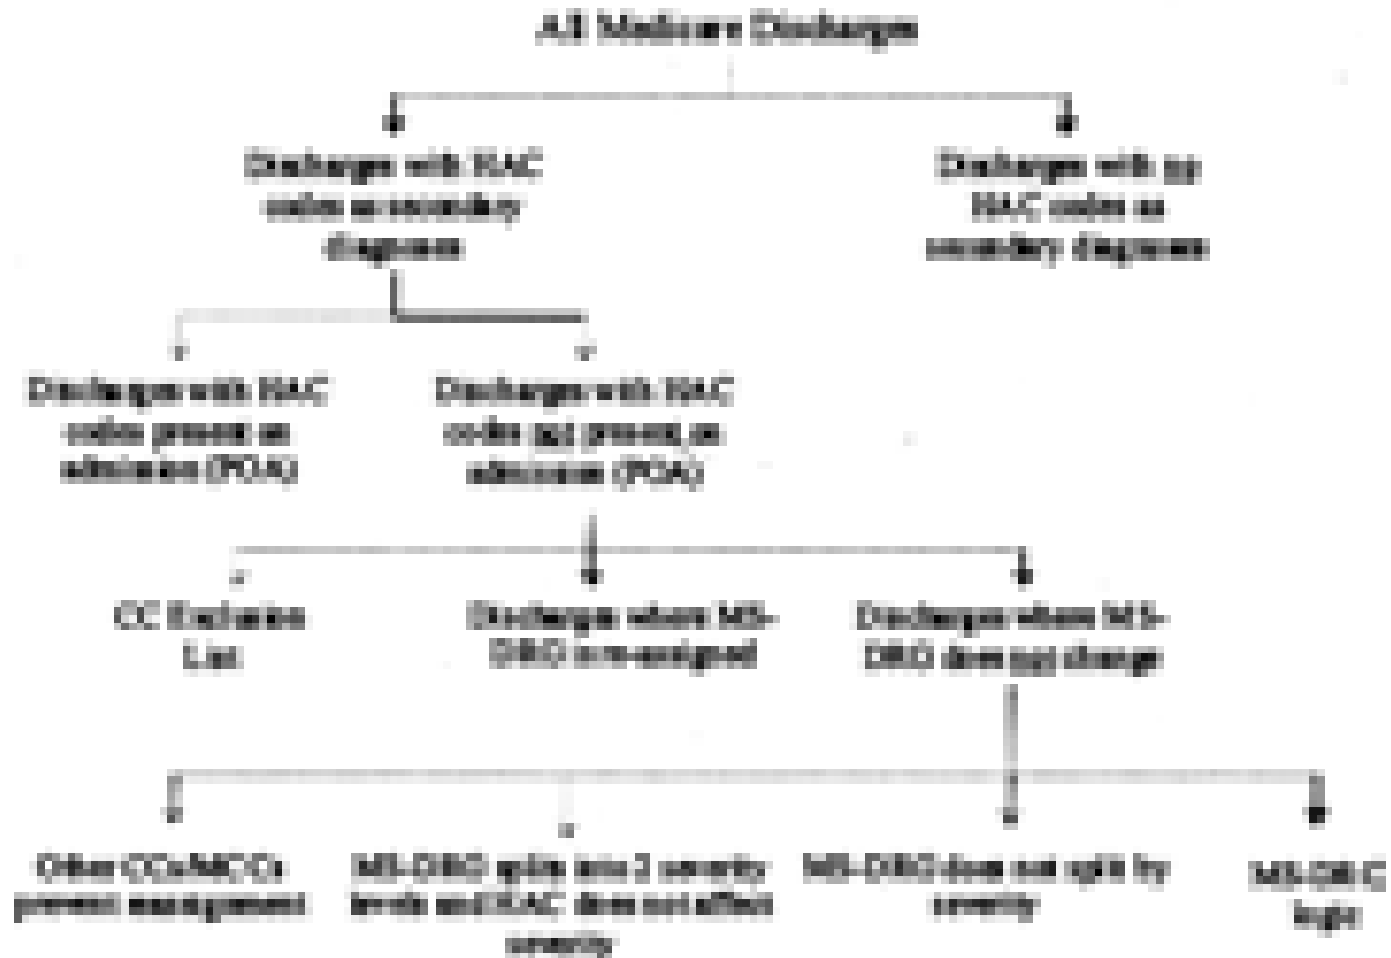 All Medicare Discharges
Discharges with HAC
codes as secondary
diagnoses
Discharges with no
HAC codes as
secondary diagnoses
Discharges with HAC
codes present on
admission (POA)
Discharges with HAC
codes not present on
admission (POA)
CC Exclusion
List
Discharges where MS-
DRG is re-assigned
Discharges where MS-
DRG does not change
Other CCs/MCCs
prevent reassignment
MS-DRG splits into 2 severity
levels and HAC does not affect
severity
MS-DRG does not split by
severity
MS-DRG
logic